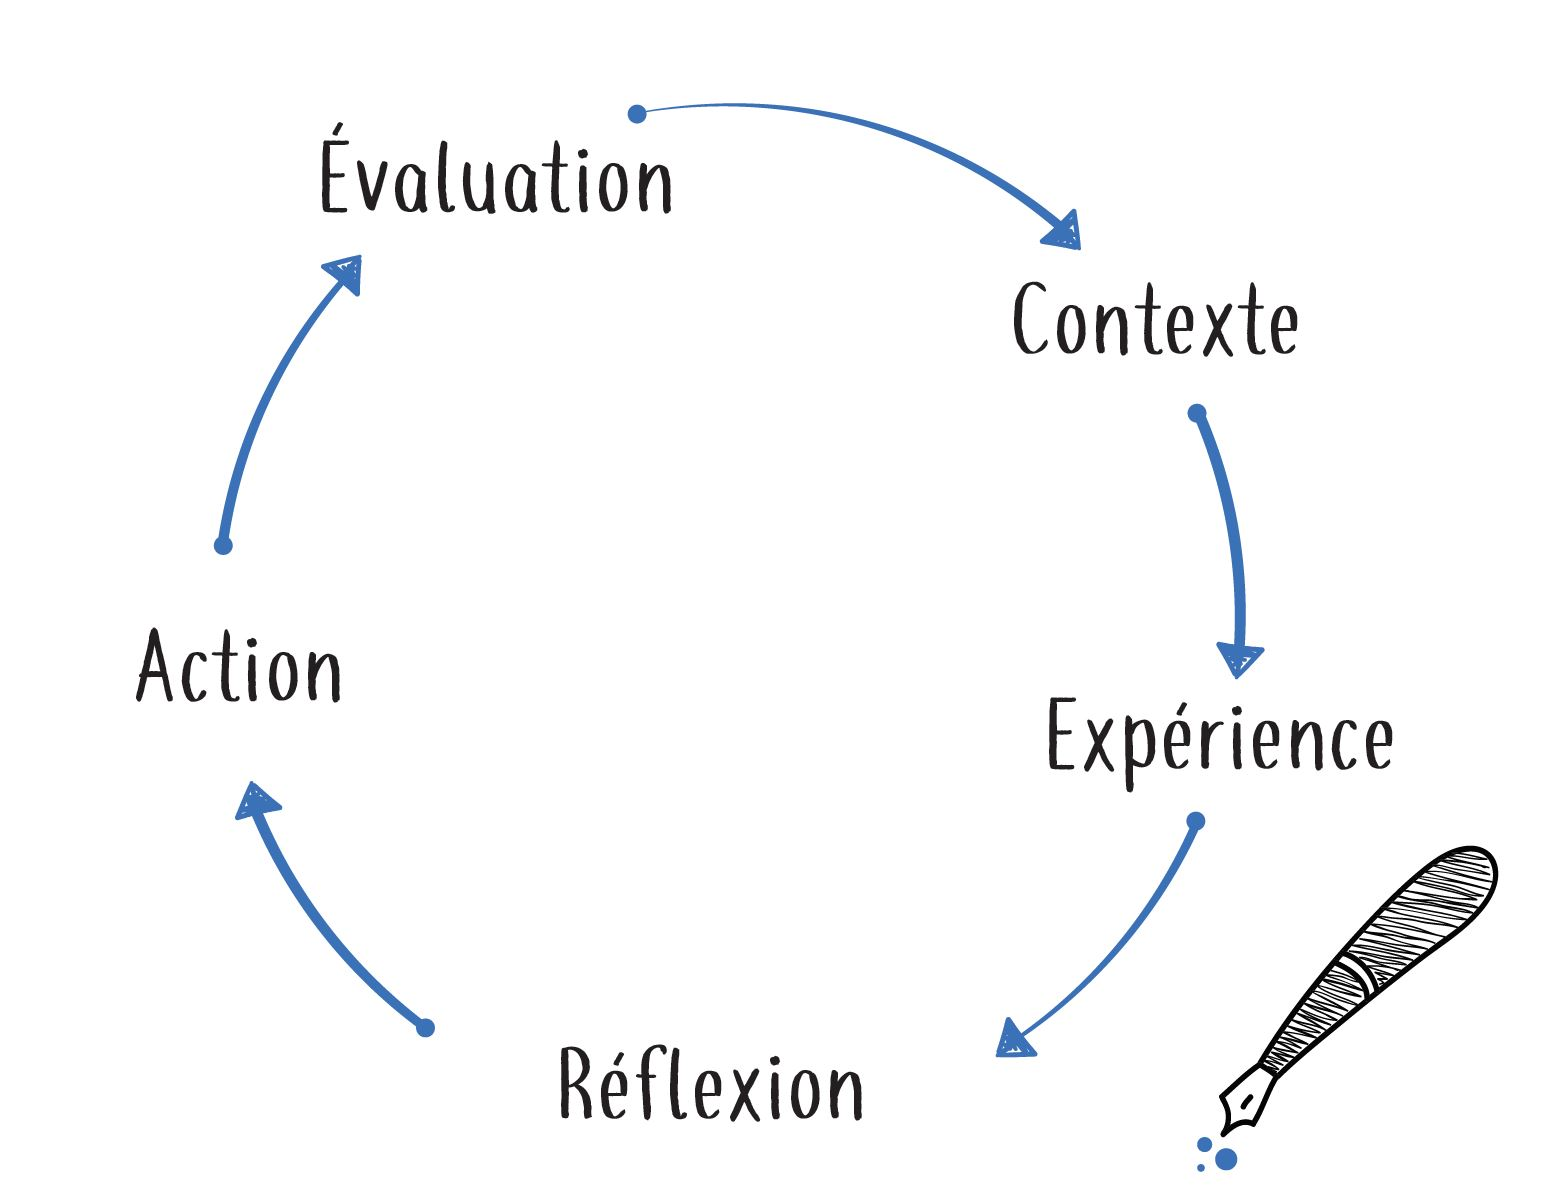 Évaluation
Contexte
Expérience
Réflexion
Action